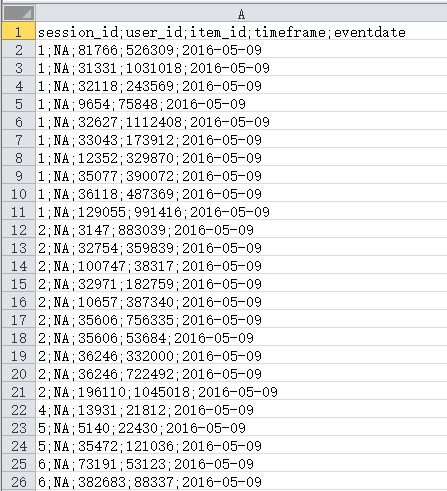 A
1 session_id;user_id;item_id;timeframe;eventdate
2 1;NA;81766;526309;2016-05-09
3 1;NA;31331;1031018;2016-05-09
4 1;NA;32118;243569;2016-05-09
5 1;NA;9654;75848;2016-05-09
6 1;NA;32627;1112408;2016-05-09
7 1;NA;33043;173912;2016-05-09
8 1;NA;12352;329870;2016-05-09
9 1;NA;35077;390072;2016-05-09
10 1;NA;36118;487369;2016-05-09
11 1;NA;129055;991416;2016-05-09
12 2;NA;3147;883039;2016-05-09
13 2;NA;32754;359839;2016-05-09
14 2;NA;100747;38317;2016-05-09
15 2;NA;32971;182759;2016-05-09
16 2;NA;10657;387340;2016-05-09
17 2;NA;35606;756335;2016-05-09
18 2;NA;35606;53684;2016-05-09
19 2;NA;36246;332000;2016-05-09
20 2;NA;36246;722492;2016-05-09
21 2;NA;196110;1045018;2016-05-09
22 4;NA;13931;21812;2016-05-09
23 5;NA;5140;22430;2016-05-09
24 5;NA;35472;121036;2016-05-09
25 6;NA;73191;53123;2016-05-09
26 6;NA;382683;88337;2016-05-09